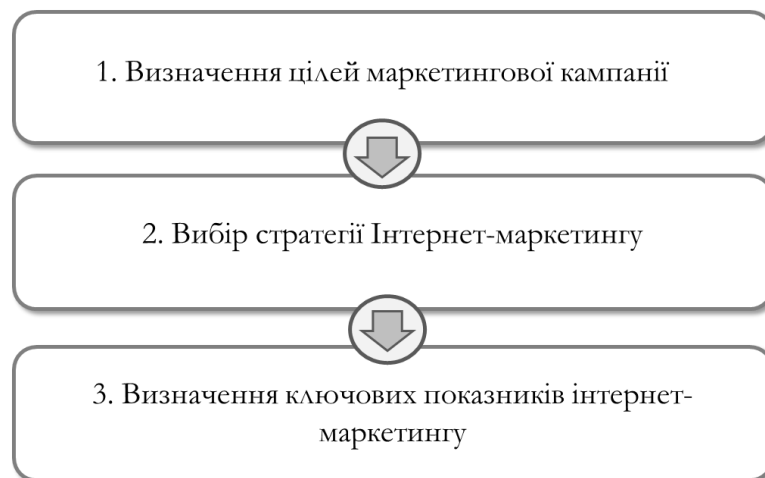 1. Визначення цілей маркетингової кампанії
2. Вибір стратегії Інтернет-маркетингу
3. Визначення ключових показників інтернет-
маркетингу